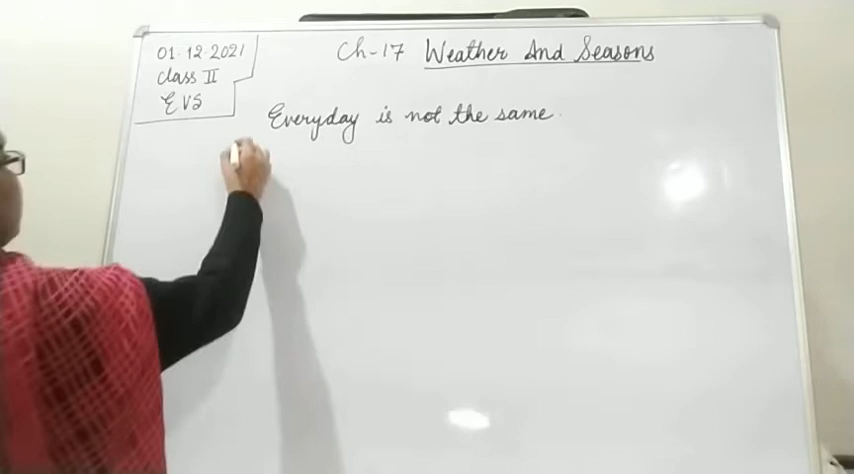 01.12.2021
Class II
EVS
Ch-17 Weather And Seasons
Everyday is not the same.